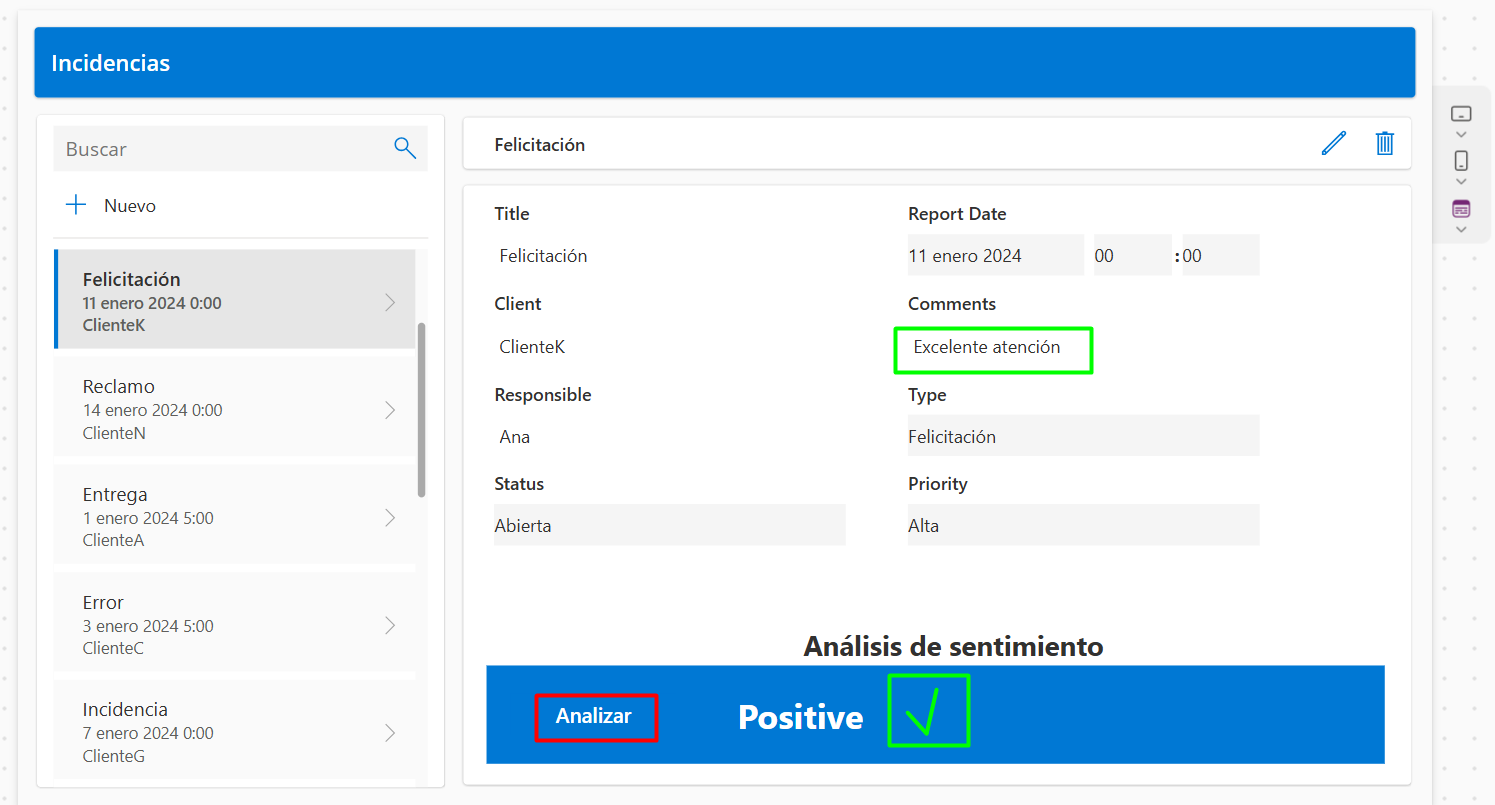 Incidencias
Buscar
Nuevo
Felicitación
11 enero 2024 0:00
ClienteK
Reclamo
14 enero 2024 0:00
ClienteN
Entrega
1 enero 2024 5:00
ClienteA
Error
3 enero 2024 5:00
ClienteC
Incidencia
7 enero 2024 0:00
ClienteG
Felicitación
Title
Report Date
Felicitación
11 enero 2024 00 : 00
Client
Comments
ClienteK
Excelente atención
Responsible
Type
Ana
Felicitación
Status
Priority
Abierta
Alta
Análisis de sentimiento
Analizar
Positive